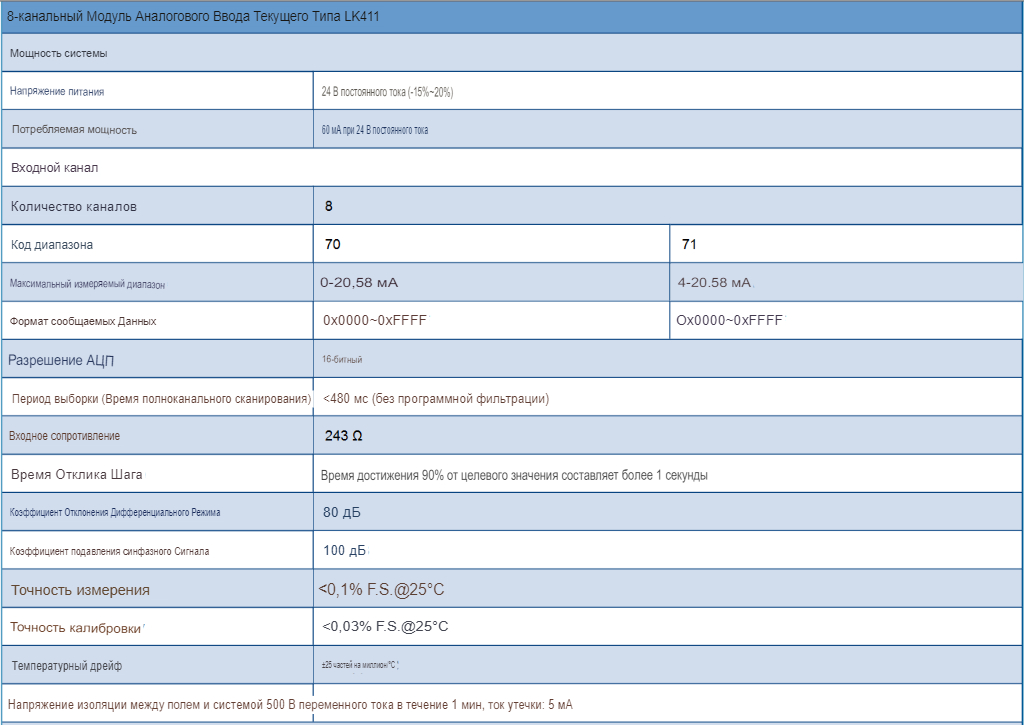 8-канальный Модуль Аналогового Ввода Текущего Типа LK411
Мощность системы
Напряжение питания 24 В постоянного тока (-15%~20%)
Потребляемая мощность 60 мА при 24 В постоянного тока
Входной канал
Количество каналов 8
Код диапазона 70 71
Максимальный измеряемый диапазон 0-20,58 мА 4-20.58 мА
Формат сообщаемых Данных 0x0000~0xFFFF Ox0000~0xFFFF
Разрешение АЦП 16-битный
Период выборки (Время полноканального сканирования) <480 мс (без программной фильтрации)
Входное сопротивление 243 Ω
Время Отклика Шага Время достижения 90% от целевого значения составляет более 1 секунды
Коэффициент Отклонения Дифференциального Режима 80 дБ
Коэффициент подавления синфазного Сигнала 100 дБ
Точность измерения <0,1% F.S.@25°C
Точность калибровки <0,03% F.S.@25°C
Температурный дрейф ±25 частей на миллион/°C
Напряжение изоляции между полем и системой 500 В переменного тока в течение 1 мин, ток утечки: 5 мА